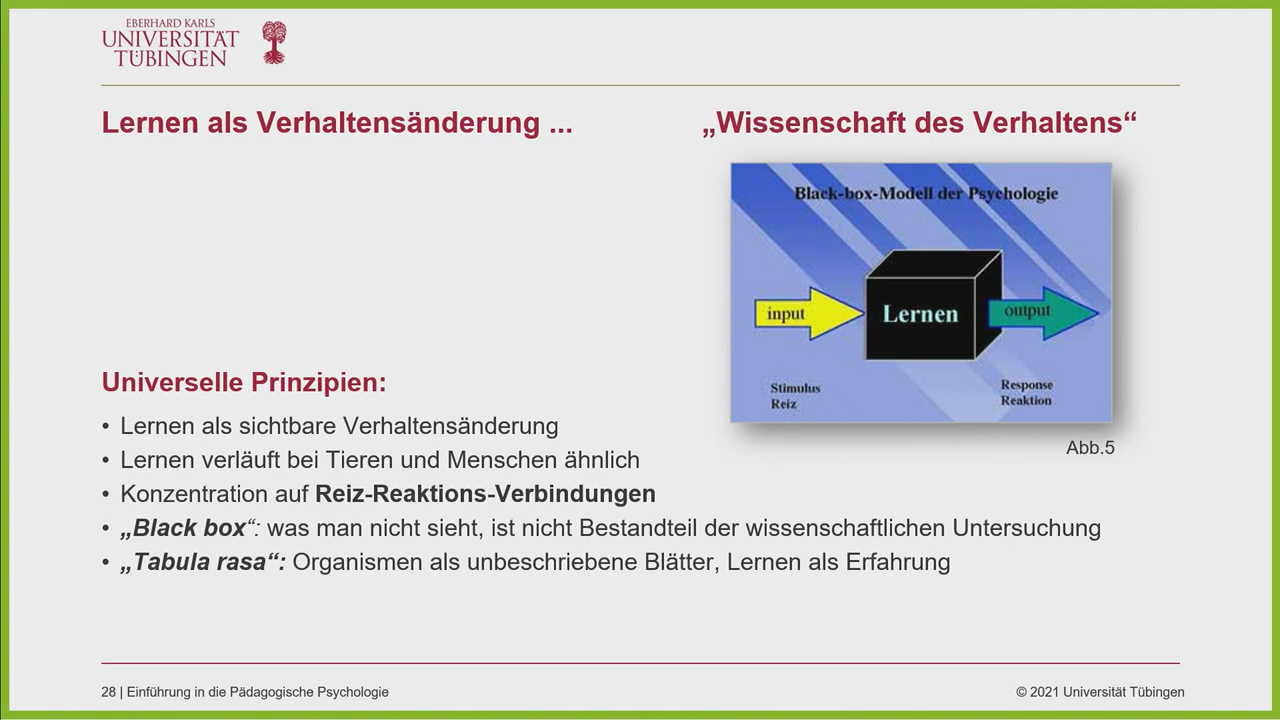 EBERHARD KARLS
UNIVERSITÄT
TÜBINGEN
Lernen als Verhaltensänderung ...
„Wissenschaft des Verhaltens“
Black-box-Modell der Psychologie
input
Lernen
output
Stimulus
Reiz
Response
Reaktion
Abb.5
Universelle Prinzipien:
• Lernen als sichtbare Verhaltensänderung
• Lernen verläuft bei Tieren und Menschen ähnlich
• Konzentration auf Reiz-Reaktions-Verbindungen
• „Black box“: was man nicht sieht, ist nicht Bestandteil der wissenschaftlichen Untersuchung
• „Tabula rasa“: Organismen als unbeschriebene Blätter, Lernen als Erfahrung
28 | Einführung in die Pädagogische Psychologie
© 2021 Universität Tübingen